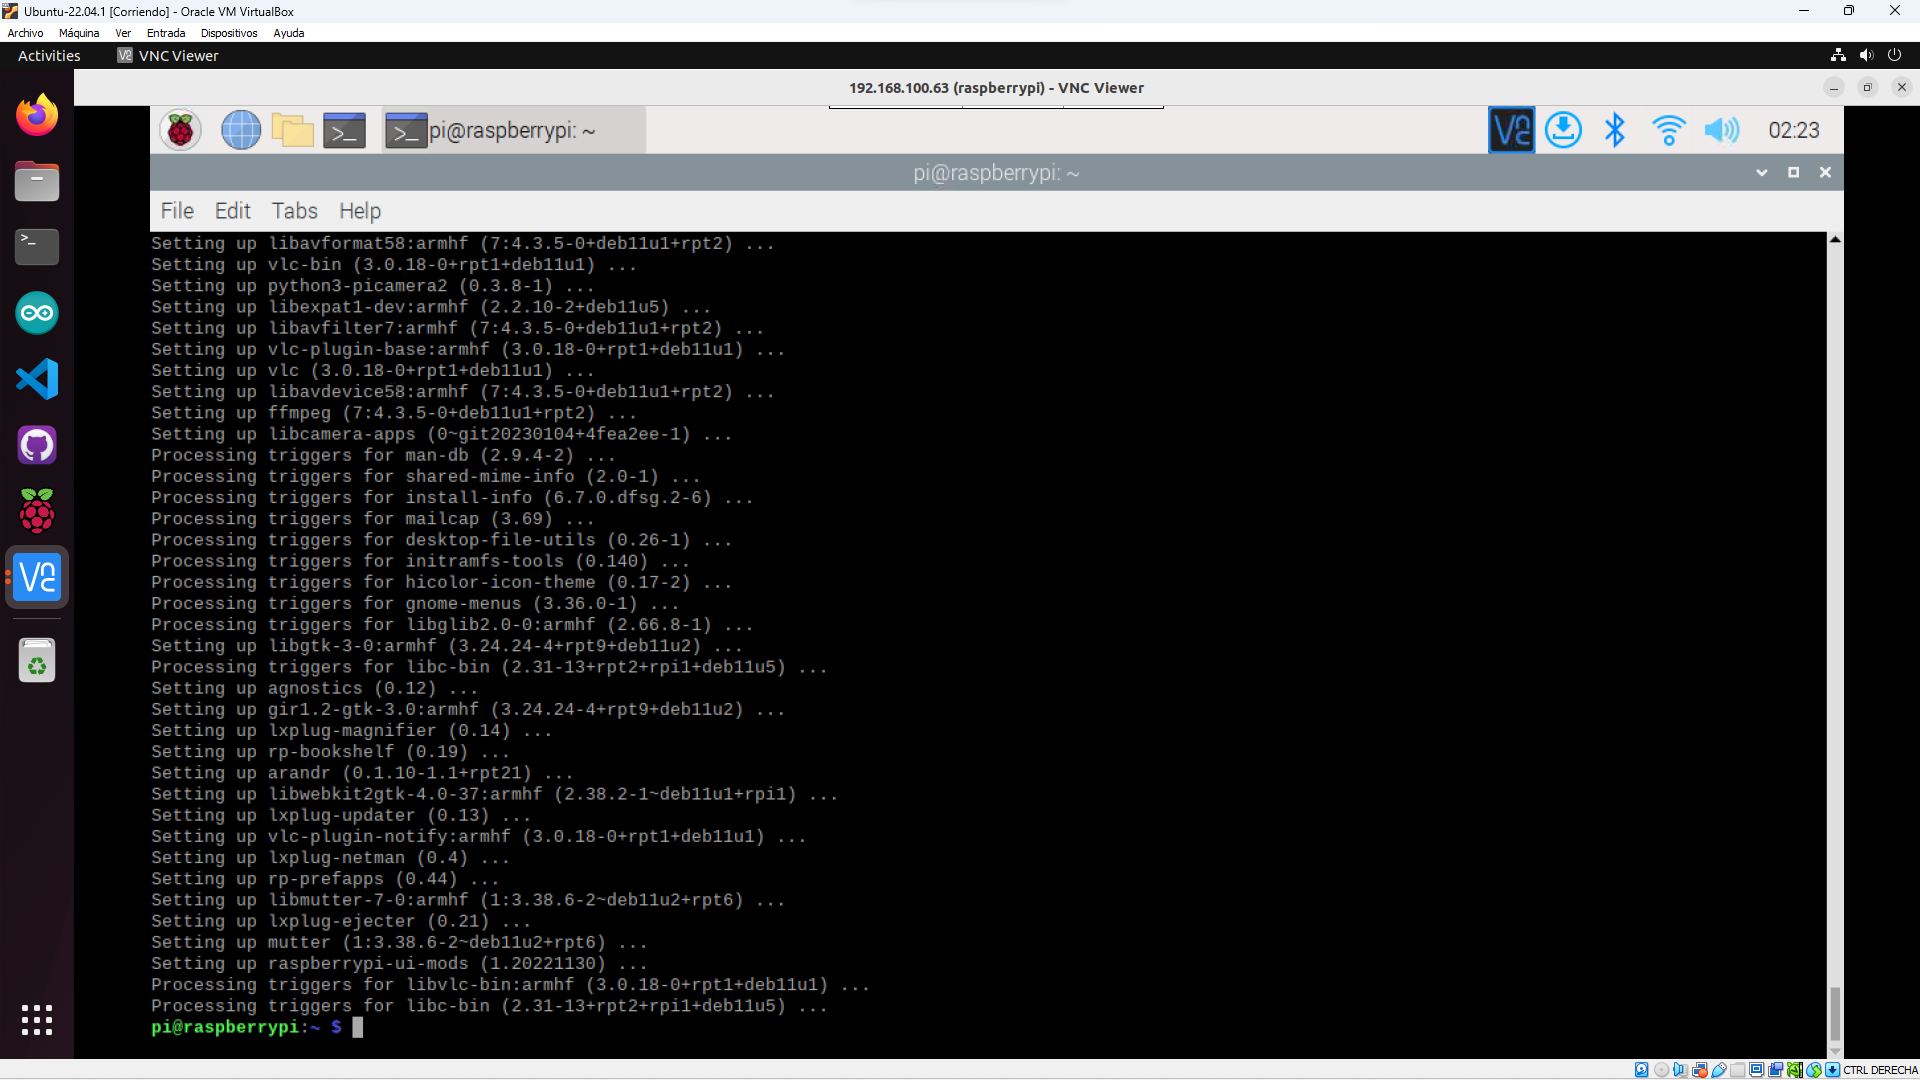 Ubuntu-22.04.1 [Corriendo] - Oracle VM VirtualBox
Archivo Máquina Ver Entrada Dispositivos Ayuda
Activities VNC Viewer
192.168.100.63 (raspberrypi) - VNC Viewer
pi@raspberrypi: ~ 02:23
pi@raspberrypi: ~
File Edit Tabs Help
Setting up libavformat58:armhf (7:4.3.5-0+deb11u1+rpt2) ...
Setting up vlc-bin (3.0.18-0+rpt1+deb11u1) ...
Setting up python3-picamera2 (0.3.8-1) ...
Setting up libexpat1-dev:armhf (2.2.10-2+deb11u5) ...
Setting up libavfilter7:armhf (7:4.3.5-0+deb11u1+rpt2) ...
Setting up vlc-plugin-base:armhf (3.0.18-0+rpt1+deb11u1) ...
Setting up vlc (3.0.18-0+rpt1+deb11u1) ...
Setting up libavdevice58:armhf (7:4.3.5-0+deb11u1+rpt2) ...
Setting up ffmpeg (7:4.3.5-0+deb11u1+rpt2) ...
Setting up libcamera-apps (0~git20230104+4fea2ee-1) ...
Processing triggers for man-db (2.9.4-2) ...
Processing triggers for shared-mime-info (2.0-1) ...
Processing triggers for install-info (6.7.0.dfsg.2-6) ...
Processing triggers for mailcap (3.69) ...
Processing triggers for desktop-file-utils (0.26-1) ...
Processing triggers for initramfs-tools (0.140) ...
Processing triggers for hicolor-icon-theme (0.17-2) ...
Processing triggers for gnome-menus (3.36.0-1) ...
Processing triggers for libglib2.0-0:armhf (2.66.8-1) ...
Setting up libgtk-3-0:armhf (3.24.24-4+rpt9+deb11u2) ...
Processing triggers for libc-bin (2.31-13+rpt2+rpi1+deb11u5) ...
Setting up agnostics (0.12) ...
Setting up gir1.2-gtk-3.0:armhf (3.24.24-4+rpt9+deb11u2) ...
Setting up lxplug-magnifier (0.14) ...
Setting up rp-bookshelf (0.19) ...
Setting up arandr (0.1.10-1.1+rpt21) ...
Setting up libwebkit2gtk-4.0-37:armhf (2.38.2-1~deb11u1+rpi1) ...
Setting up lxplug-updater (0.13) ...
Setting up vlc-plugin-notify:armhf (3.0.18-0+rpt1+deb11u1) ...
Setting up lxplug-netman (0.4) ...
Setting up rp-prefapps (0.44) ...
Setting up libmutter-7-0:armhf (1:3.38.6-2~deb11u2+rpt6) ...
Setting up lxplug-ejecter (0.21) ...
Setting up mutter (1:3.38.6-2~deb11u2+rpt6) ...
Setting up raspberrypi-ui-mods (1.20221130) ...
Processing triggers for libvlc-bin:armhf (3.0.18-0+rpt1+deb11u1) ...
Processing triggers for libc-bin (2.31-13+rpt2+rpi1+deb11u5) ...
pi@raspberrypi:~ $
CTRL DERECHA